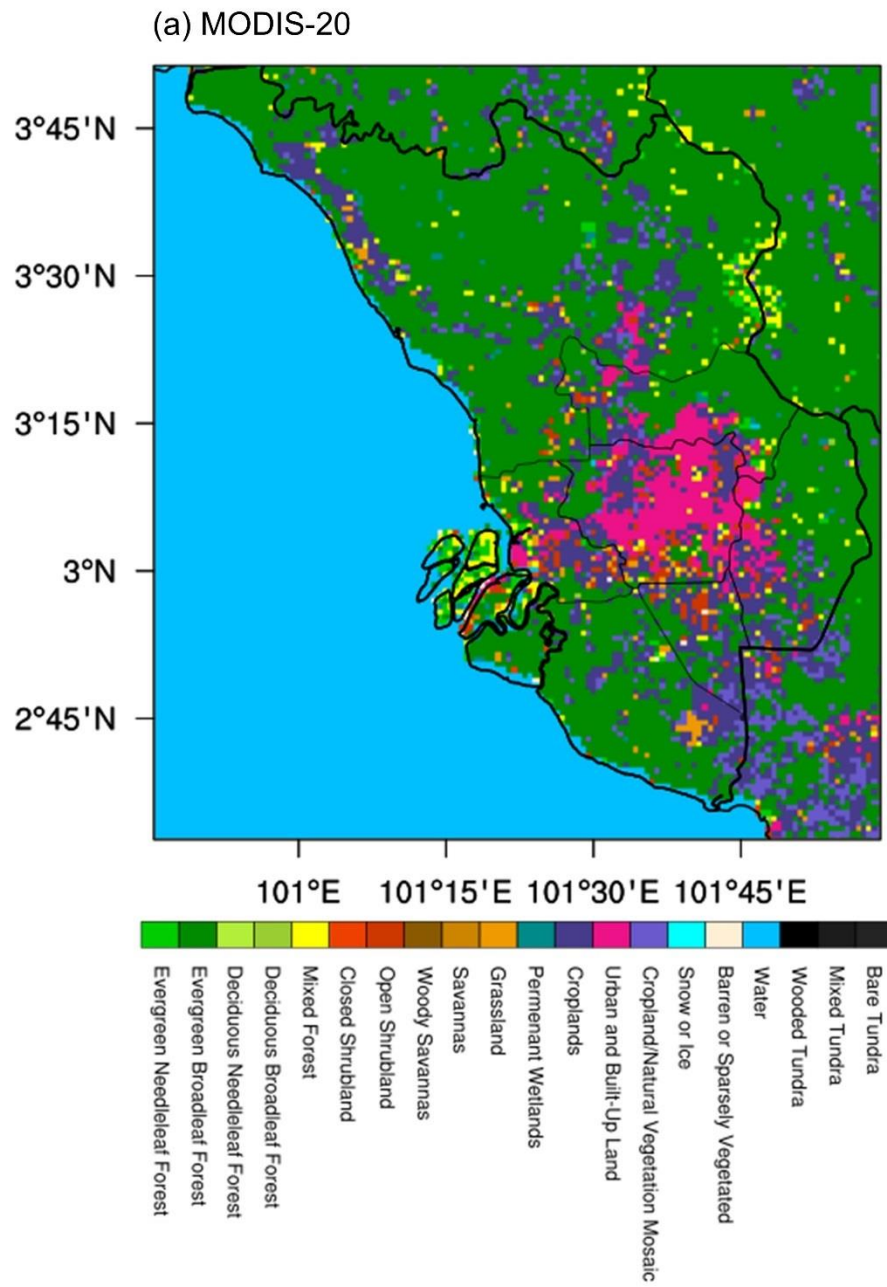 (a) MODIS-20
3°45'N
3°30'N
3°15'N
3°N
2°45'N
101°E 101°15'E 101°30'E 101°45'E
Evergreen Needleleaf Forest
Evergreen Broadleaf Forest
Deciduous Needleleaf Forest
Deciduous Broadleaf Forest
Mixed Forest
Closed Shrubland
Open Shrubland
Woody Savannas
Savannas
Grassland
Permenant Wetlands
Croplands
Urban and Built-Up Land
Cropland/Natural Vegetation Mosaic
Snow or Ice
Barren or Sparsely Vegetated
Water
Wooded Tundra
Mixed Tundra
Bare Tundra